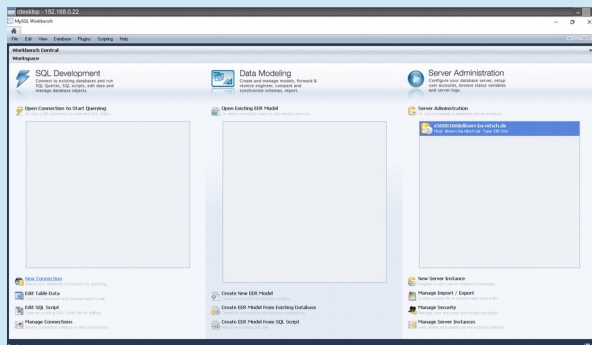 rdesktop - 192.168.0.22
MySQL Workbench
File Edit View Database Plugins Scripting Help
ORACLE
Workbench Central
Workspace
SQL Development
Connect to existing databases and run
SQL Queries, SQL scripts, edit data and
manage database objects.
Open Connection to Start Querying
Data Modeling
Create and manage models, forward &
reverse engineer, compare and
synchronize schemas, report.
Open Existing EER Model
Server Administration
Configure your database server, setup
user accounts, browse status variables
and server logs.
Server Administration
New Connection
Edit Table Data
Edit SQL Script
Manage Connections
Create New EER Model
Create EER Model From Existing Database
Create EER Model From SQL Script
New Server Instance
Manage Import / Export
Manage Security
Manage Server Instances